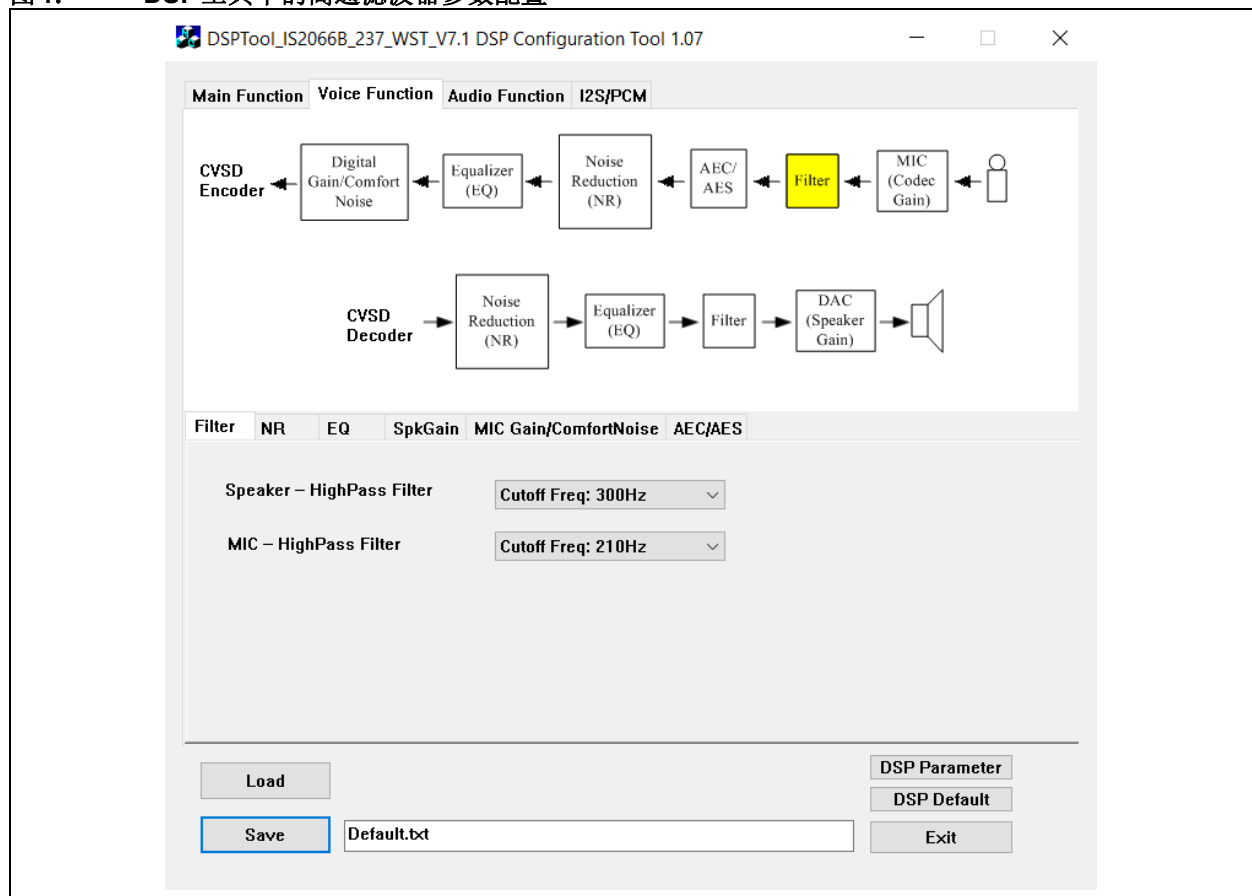 DSPTool_IS2066B_237_WST_V7.1 DSP Configuration Tool 1.07
Main Function Voice Function Audio Function I2S/PCM
CVSD
Encoder
Digital
Gain/Comfort
Noise
Equalizer
(EQ)
Noise
Reduction
(NR)
AEC/
AES
Filter
MIC
(Codec
Gain)
CVSD
Decoder
Noise
Reduction
(NR)
Equalizer
(EQ)
Filter
DAC
(Speaker
Gain)
Filter NR EQ SpkGain MIC Gain/ComfortNoise AEC/AES
Speaker – HighPass Filter Cutoff Freq: 300Hz
MIC – HighPass Filter Cutoff Freq: 210Hz
Load
DSP Parameter
DSP Default
Save Default.txt Exit